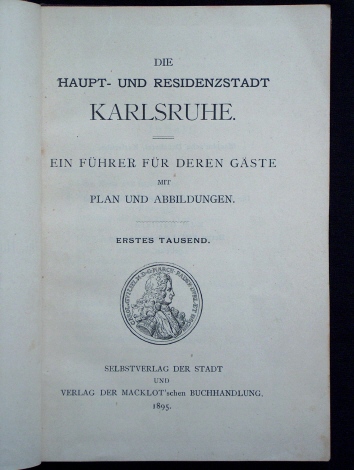 DIE
HAUPT- UND RESIDENZSTADT
KARLSRUHE.
EIN FÜHRER FÜR DEREN GÄSTE
MIT
PLAN UND ABBILDUNGEN.
ERSTES TAUSEND.
SELBSTVERLAG DER STADT
UND
VERLAG DER MACKLOT'schen BUCHHANDLUNG.
1895.